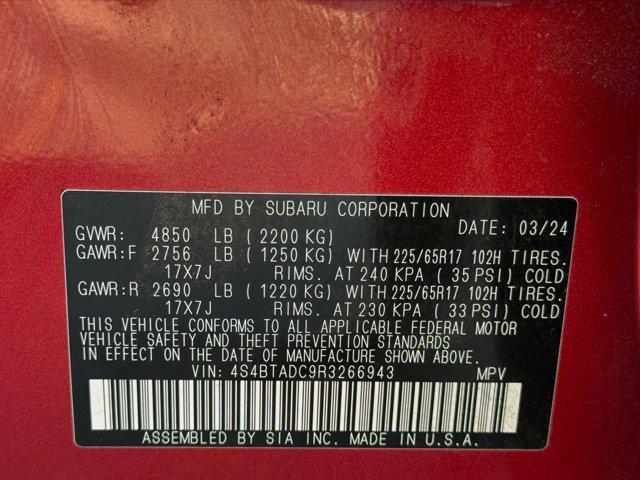 MFD BY SUBARU CORPORATION
GVWR: 4850 LB ( 2200 KG) DATE: 03/24
GAWR:F 2756 LB ( 1250 KG) WITH 225/65R17 102H TIRES.
17X7J RIMS. AT 240 KPA ( 35 PSI) COLD
GAWR:R 2690 LB ( 1220 KG) WITH 225/65R17 102H TIRES.
17X7J RIMS. AT 230 KPA ( 33 PSI) COLD
THIS VEHICLE CONFORMS TO ALL APPLICABLE FEDERAL MOTOR
VEHICLE SAFETY AND THEFT PREVENTION STANDARDS
IN EFFECT ON THE DATE OF MANUFACTURE SHOWN ABOVE.
VIN: 4S4BTADC9R3266943 MPV
ASSEMBLED BY SIA INC. MADE IN U.S.A.